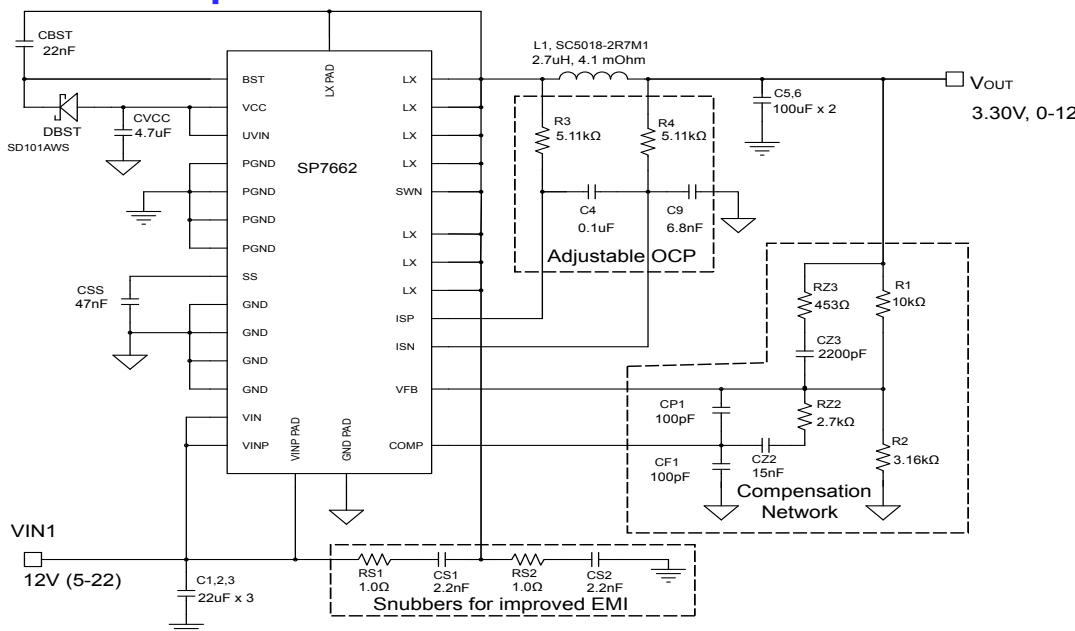 CBST
22nF
DBST
SD101AWS
CVCC
4.7uF
CSS
47nF
LX PAD
BST
VCC
UVIN
PGND
PGND
PGND
PGND
SS
GND
GND
GND
GND
VIN
VINP
SP7662
LX
LX
LX
LX
SWN
LX
LX
LX
ISP
ISN
VFB
COMP
VINP PAD
GND PAD
L1, SC5018-2R7M1
2.7uH, 4.1 mOhm
R3
5.11kΩ
R4
5.11kΩ
C4
0.1uF
C9
6.8nF
Adjustable OCP
C5,6
100uF x 2
VOUT
3.30V, 0-12
RZ3
453Ω
R1
10kΩ
CZ3
2200pF
CP1
100pF
RZ2
2.7kΩ
CZ2
15nF
CF1
100pF
R2
3.16kΩ
Compensation
Network
VIN1
12V (5-22)
C1,2,3
22uF x 3
RS1
1.0Ω
CS1
2.2nF
RS2
1.0Ω
CS2
2.2nF
Snubbers for improved EMI